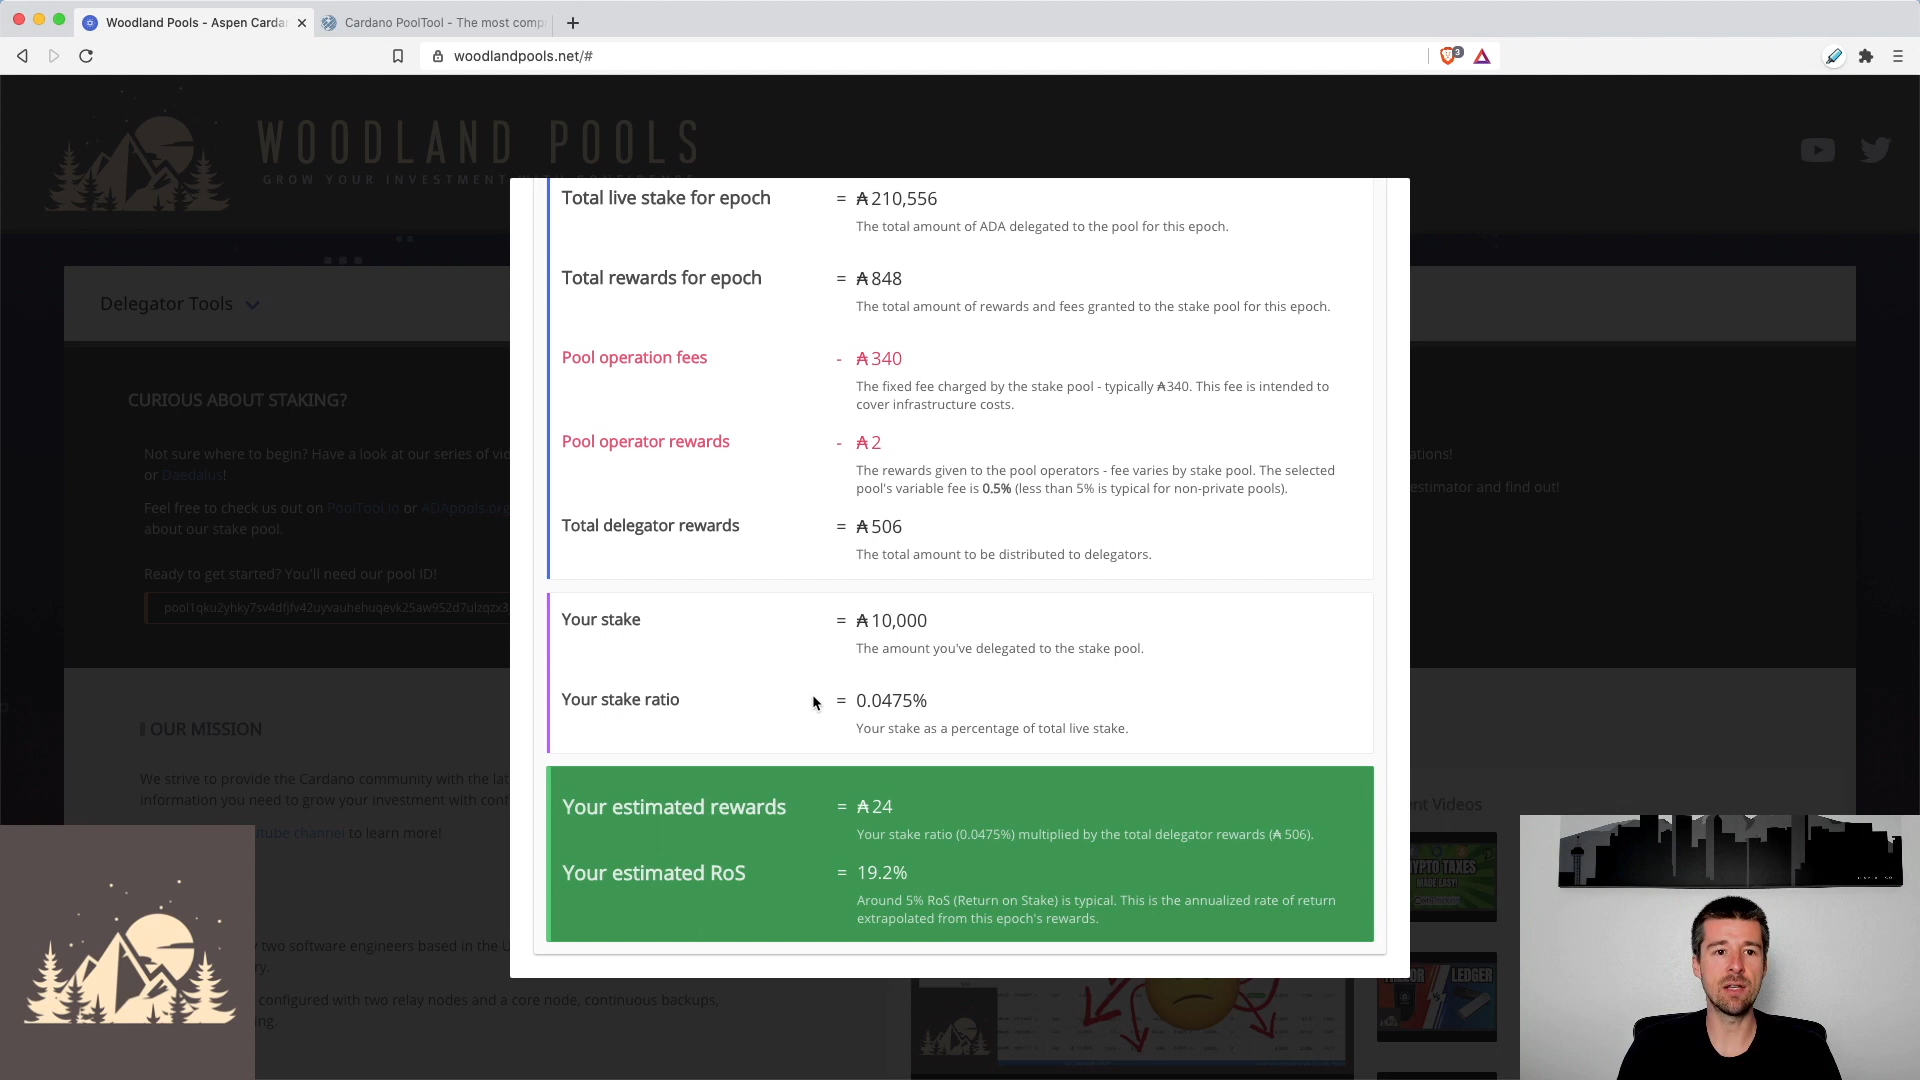 Woodland Pools - Aspen Carda
Cardano PoolTool - The most comp
woodlandpools.net/#
3
WOODLAND POOLS
GROW YOUR INVESTMENT WITH CONFIDENCE
Delegator Tools
CURIOUS ABOUT STAKING?
Not sure where to begin? Have a look at our series of
or Daedalus!
Feel free to check us out on PoolTool.io or ADApools.org
about our stake pool.
Ready to get started? You'll need our pool ID!
OUR MISSION
We strive to provide the Cardano community with the
information you need to grow your investment with
channel to learn more!
two software engineers based in the
configured with two relay nodes and a core node, continuous backups,
Total live stake for epoch = ₳ 210,556
The total amount of ADA delegated to the pool for this epoch.
Total rewards for epoch = ₳ 848
The total amount of rewards and fees granted to the stake pool for this epoch.
Pool operation fees - ₳ 340
The fixed fee charged by the stake pool - typically ₳340. This fee is intended to
cover infrastructure costs.
Pool operator rewards - ₳ 2
The rewards given to the pool operators - fee varies by stake pool. The selected
pool's variable fee is 0.5% (less than 5% is typical for non-private pools).
Total delegator rewards = ₳ 506
The total amount to be distributed to delegators.
Your stake = ₳ 10,000
The amount you've delegated to the stake pool.
Your stake ratio = 0.0475%
Your stake as a percentage of total live stake.
Your estimated rewards = ₳ 24
Your stake ratio (0.0475%) multiplied by the total delegator rewards (₳ 506).
Your estimated RoS = 19.2%
Around 5% RoS (Return on Stake) is typical. This is the annualized rate of return
extrapolated from this epoch's rewards.
estimator and find out!
Videos
CRYPTO TAXES
MADE EASY!
LEDGER